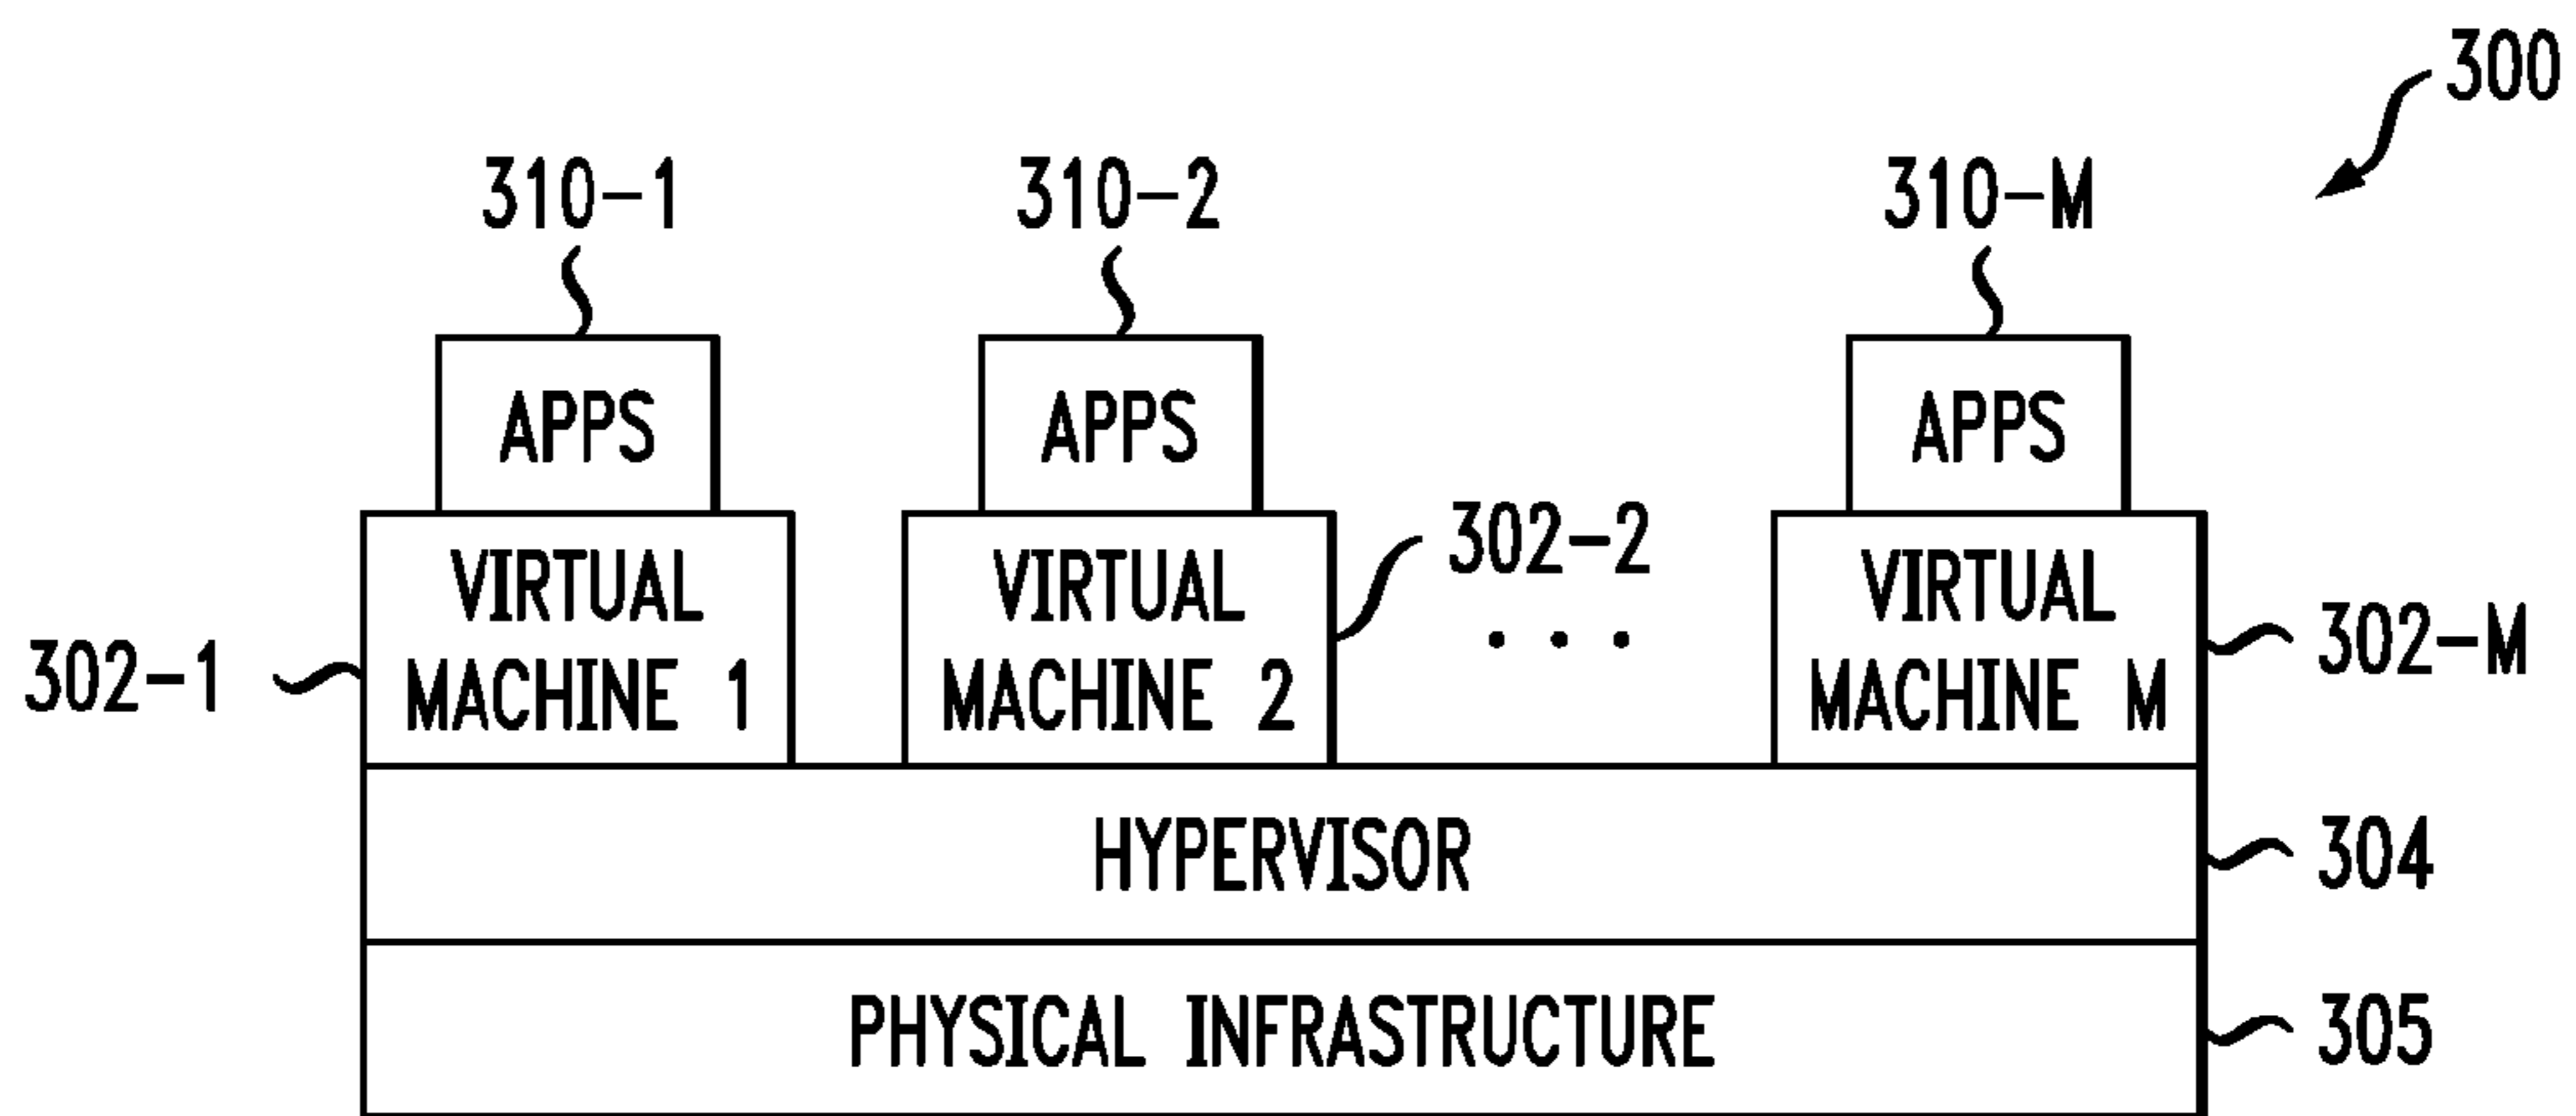 300
310-1 310-2 310-M
APPS APPS APPS
302-2
VIRTUAL VIRTUAL VIRTUAL
302-1 MACHINE 1 MACHINE 2 . . . MACHINE M 302-M
HYPERVISOR 304
PHYSICAL INFRASTRUCTURE 305